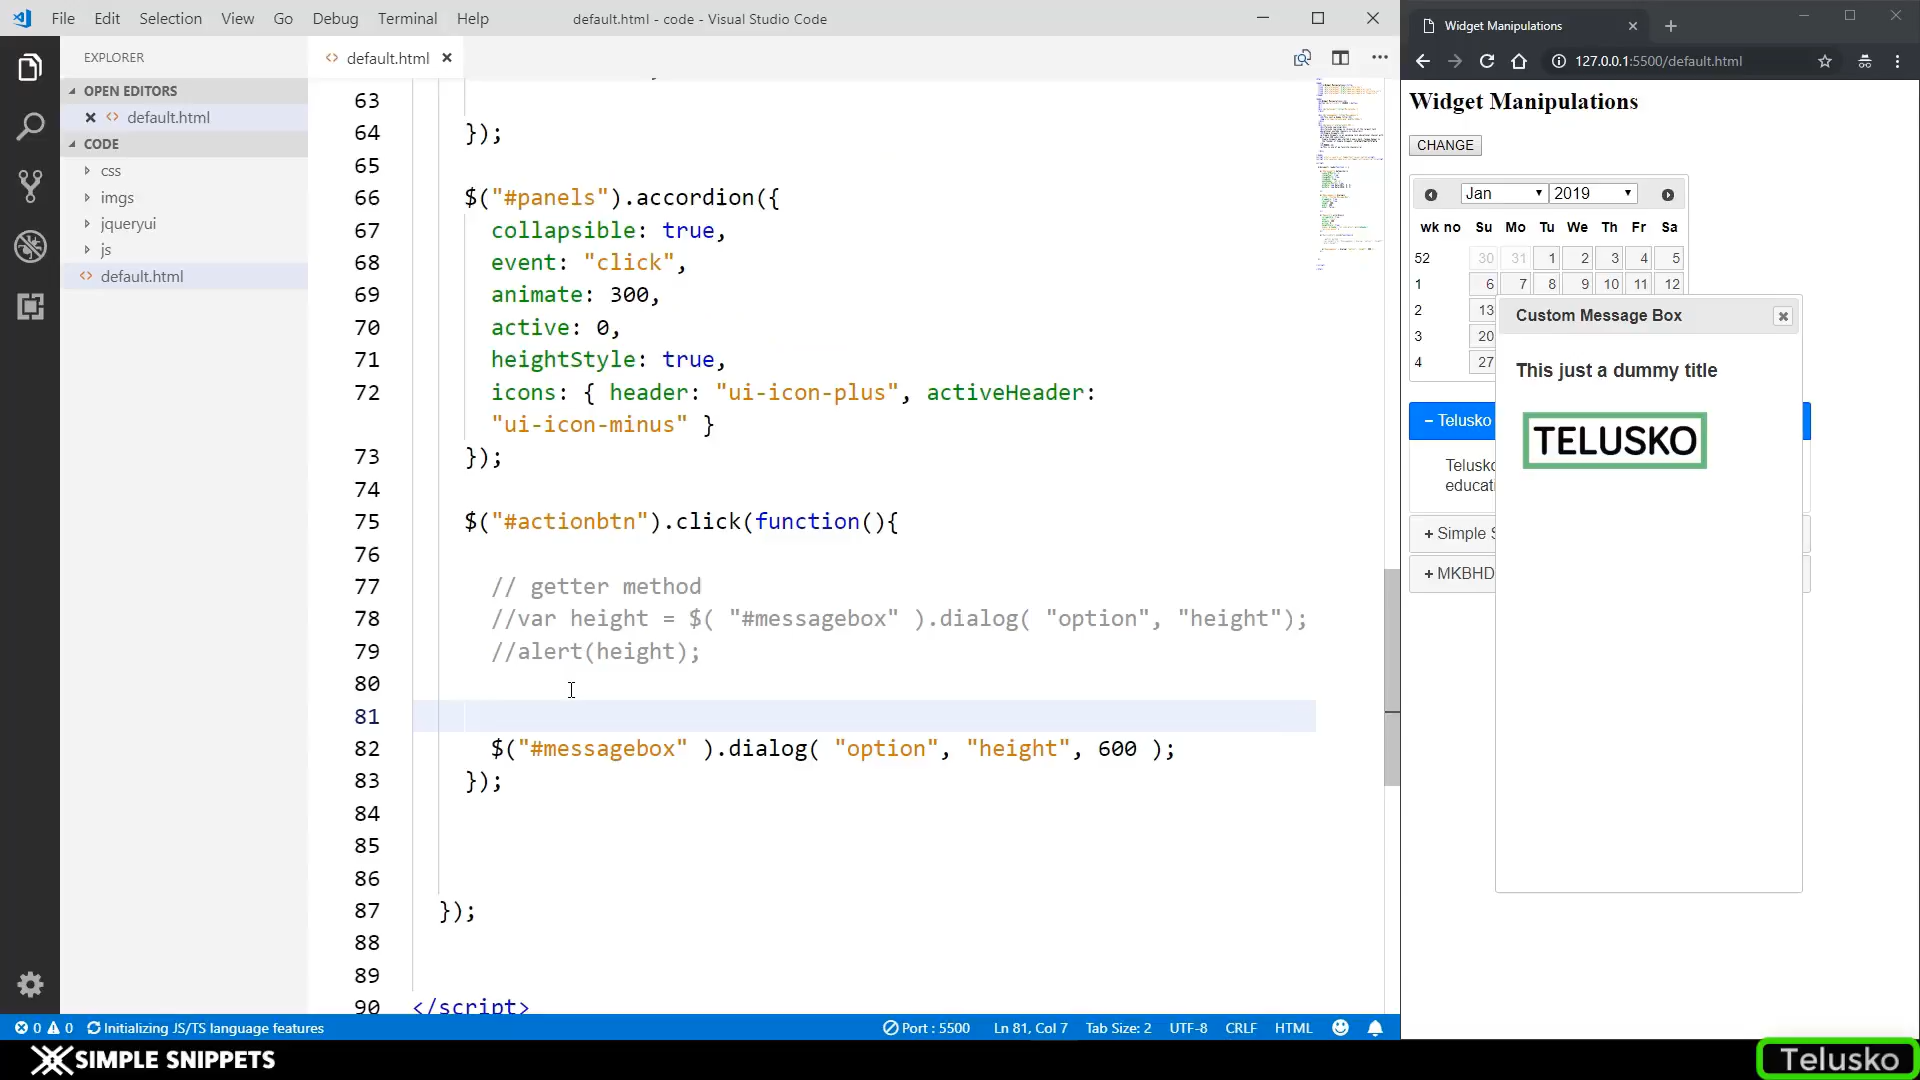 File Edit Selection View Go Debug Terminal Help
default.html - code - Visual Studio Code
EXPLORER
OPEN EDITORS
default.html
CODE
css
imgs
jqueryui
js
default.html
default.html
63
64 });
65
66 $("#panels").accordion({
67 collapsible: true,
68 event: "click",
69 animate: 300,
70 active: 0,
71 heightStyle: true,
72 icons: { header: "ui-icon-plus", activeHeader:
"ui-icon-minus" }
73 });
74
75 $("#actionbtn").click(function(){
76
77 // getter method
78 //var height = $( "#messagebox" ).dialog( "option", "height");
79 //alert(height);
80
81
82 $("#messagebox" ).dialog( "option", "height", 600 );
83 });
84
85
86
87 });
88
89
90 </script>
0 0 Initializing JS/TS language features
Port : 5500 Ln 81, Col 7 Tab Size: 2 UTF-8 CRLF HTML
Widget Manipulations
127.0.0.1:5500/default.html
Widget Manipulations
CHANGE
Jan 2019
wk no Su Mo Tu We Th Fr Sa
52 30 31 1 2 3 4 5
1 6 7 8 9 10 11 12
2 13
3 20
4 27
Custom Message Box
This just a dummy title
TELUSKO
Telusko
Telusko
educati
Simple S
MKBHD
SIMPLE SNIPPETS
Telusko